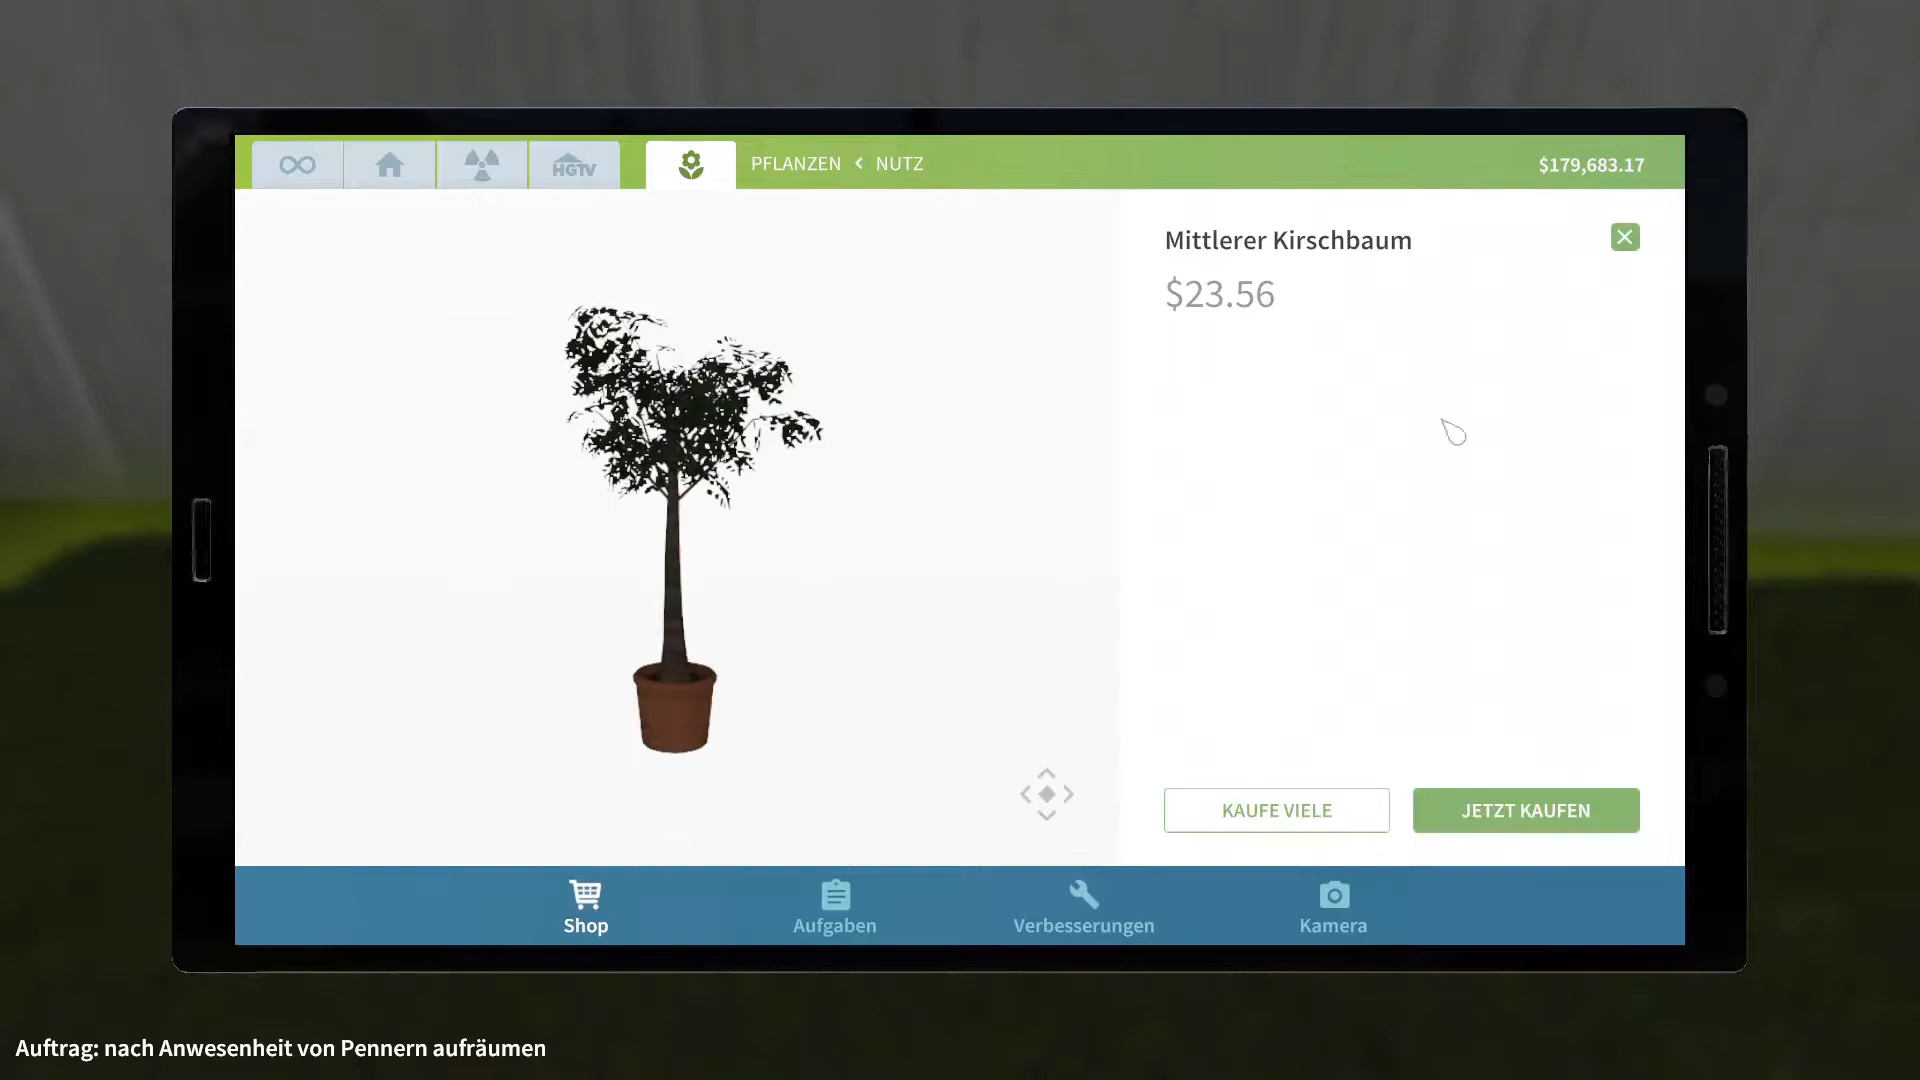 HGTV
PFLANZEN < NUTZ
$179,683.17
Mittlerer Kirschbaum
$23.56
KAUFE VIELE
JETZT KAUFEN
Shop
Aufgaben
Verbesserungen
Kamera
Auftrag: nach Anwesenheit von Pennern aufräumen